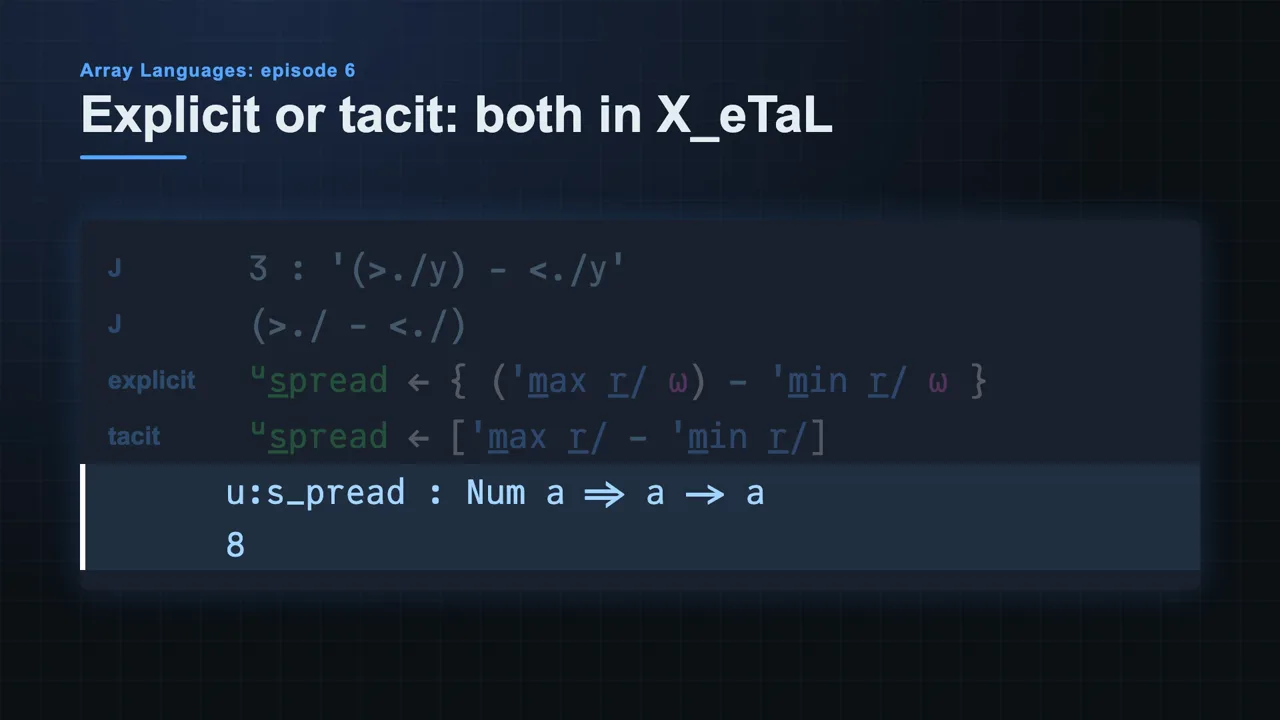 Array Languages: episode 6
Explicit or tacit: both in X_eTaL
J 3 : '(>./y) - <./y'
J (>./ - <./)
explicit ᵘspread ← { ('max r/ ω) - 'min r/ ω }
tacit ᵘspread ← ['max r/ - 'min r/]
u:s_pread : Num a ⇒ a → a
8